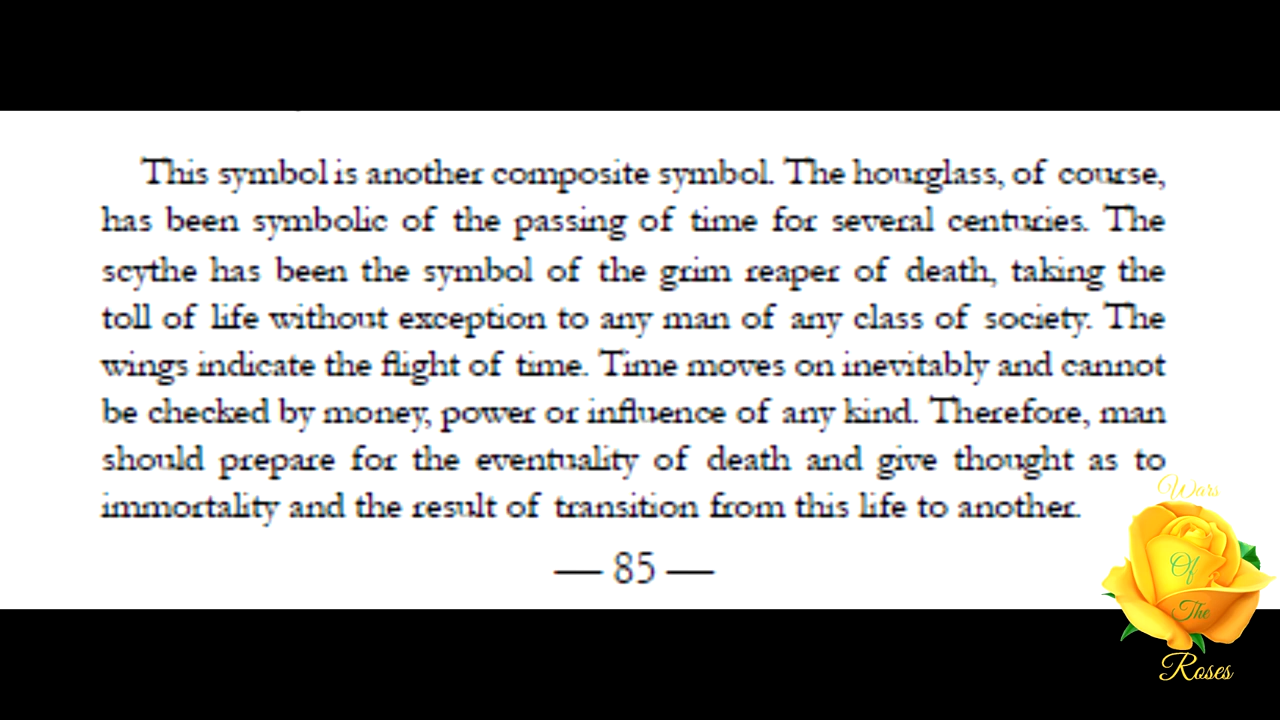 This symbol is another composite symbol. The hourglass, of course,
has been symbolic of the passing of time for several centuries. The
scythe has been the symbol of the grim reaper of death, taking the
toll of life without exception to any man of any class of society. The
wings indicate the flight of time. Time moves on inevitably and cannot
be checked by money, power or influence of any kind. Therefore, man
should prepare for the eventuality of death and give thought as to
immortality and the result of transition from this life to another.
— 85 —
Wars
Of
The
Roses